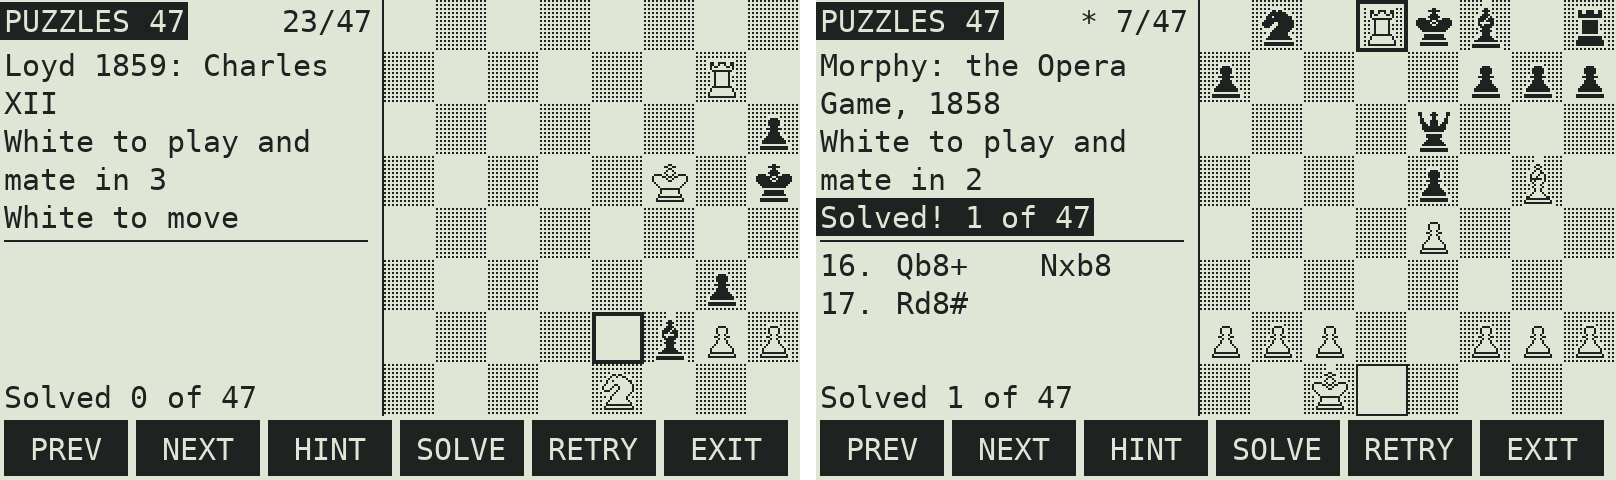 PUZZLES 47 23/47
Loyd 1859: Charles
XII
White to play and
mate in 3
White to move
Solved 0 of 47
PREV NEXT HINT SOLVE RETRY EXIT
PUZZLES 47 * 7/47
Morphy: the Opera
Game, 1858
White to play and
mate in 2
Solved! 1 of 47
16. Qb8+ Nxb8
17. Rd8#
Solved 1 of 47
PREV NEXT HINT SOLVE RETRY EXIT